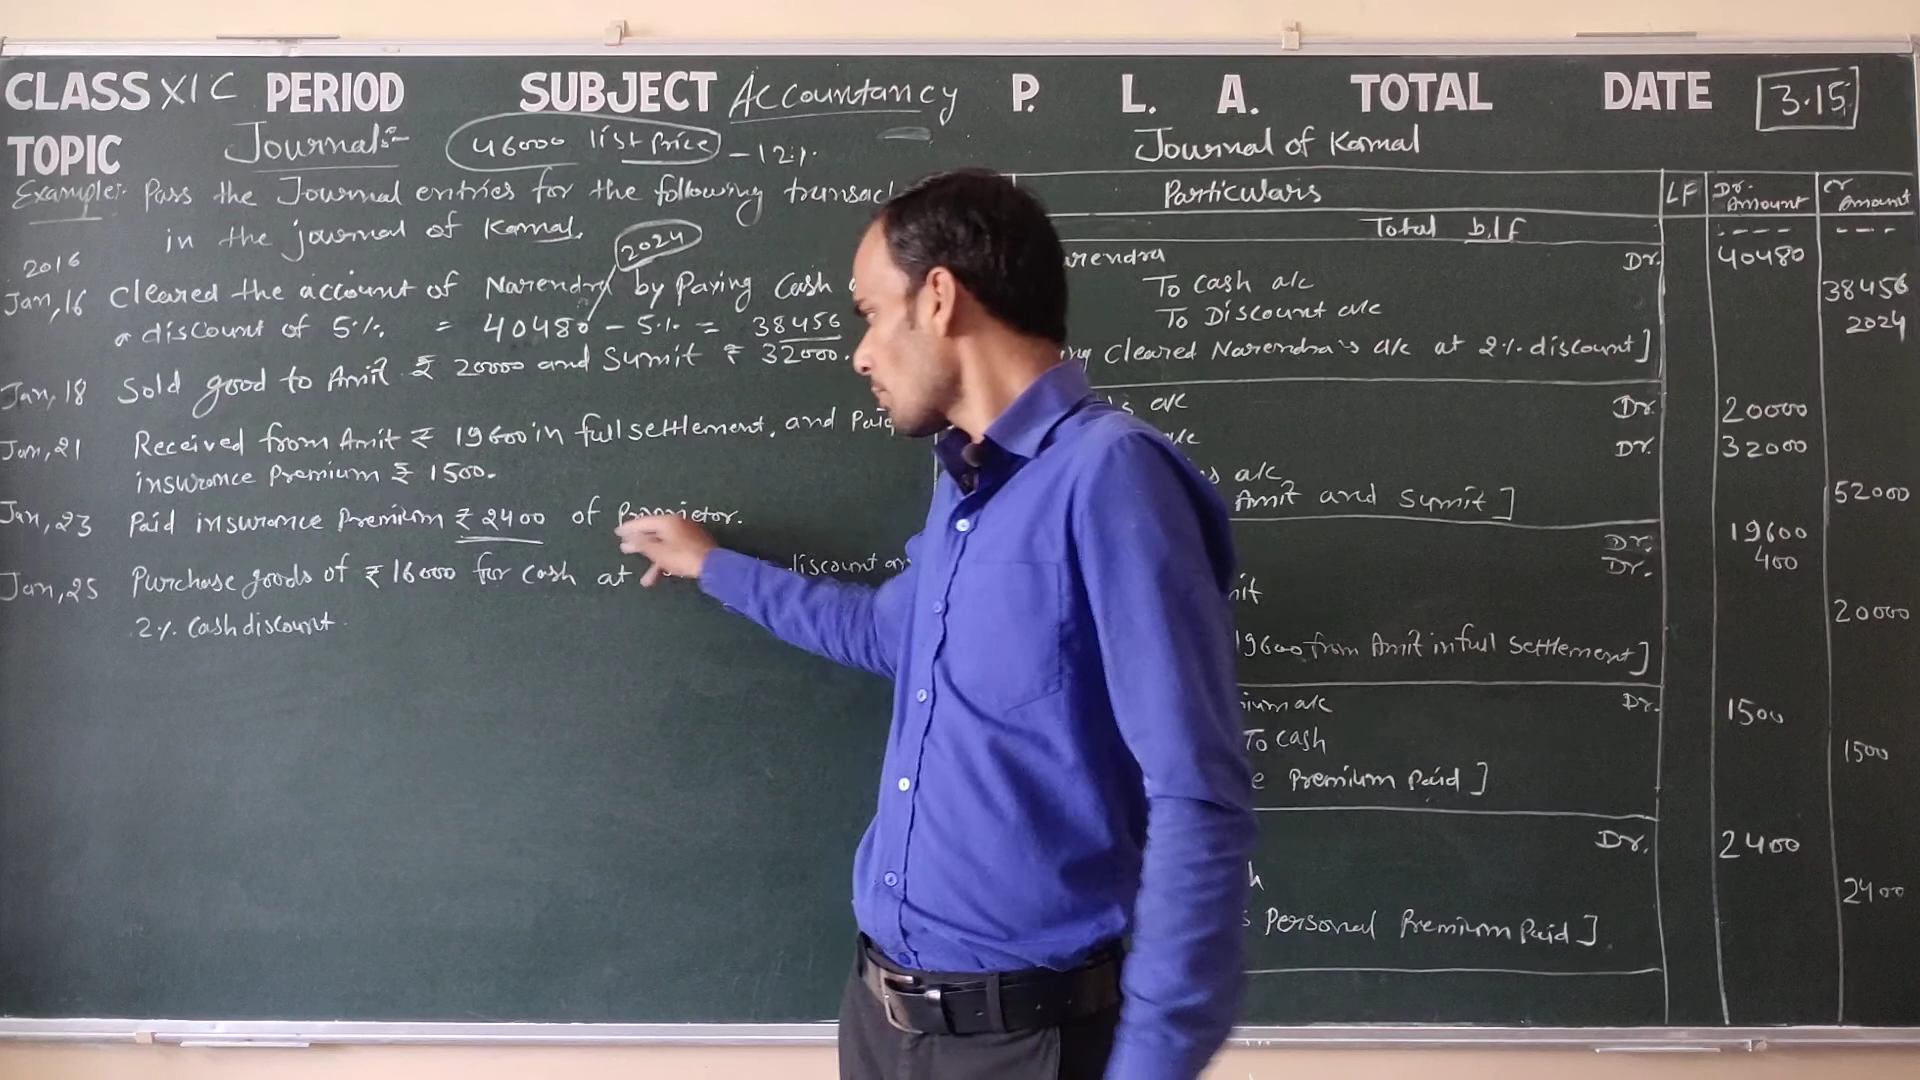 CLASS XI C PERIOD SUBJECT Accountancy P. L. A. TOTAL DATE 3.15
TOPIC Journal:- 46000 list Price - 12%.
Example:- Pass the Journal entries for the following transac
in the journal of Kamal.
2016
2024
Jan, 16 Cleared the account of Narendra by Paying Cash
a discount of 5% = 40480 - 5% = 38456
Jan, 18 Sold good to Amit ₹ 20000 and Sumit ₹ 32000.
Jan, 21 Received from Amit ₹ 19600 in full settlement, and Paid
insurance Premium ₹ 1500.
Jan, 23 Paid insurance Premium ₹ 2400 of Proprietor.
Jan, 25 Purchase goods of ₹ 16000 for cash at discount an
2% Cash discount.
Journal of Kamal
Particulars LF Dr. Amount Cr Amount
Total b/f ---- ---
arendra Dr. 40480
To Cash a/c 38456
To Discount a/c 2024
ng Cleared Narendra's a/c at 2% discount]
's a/c Dr. 20000
a/c Dr. 32000
s a/c 52000
Amit and Sumit]
Dr. 19600
Dr. 400
mit 20000
19600 from Amit in full Settlement]
mium a/c Dr. 1500
To Cash 1500
e Premium Paid]
Dr. 2400
h 2400
s Personal Premium Paid]